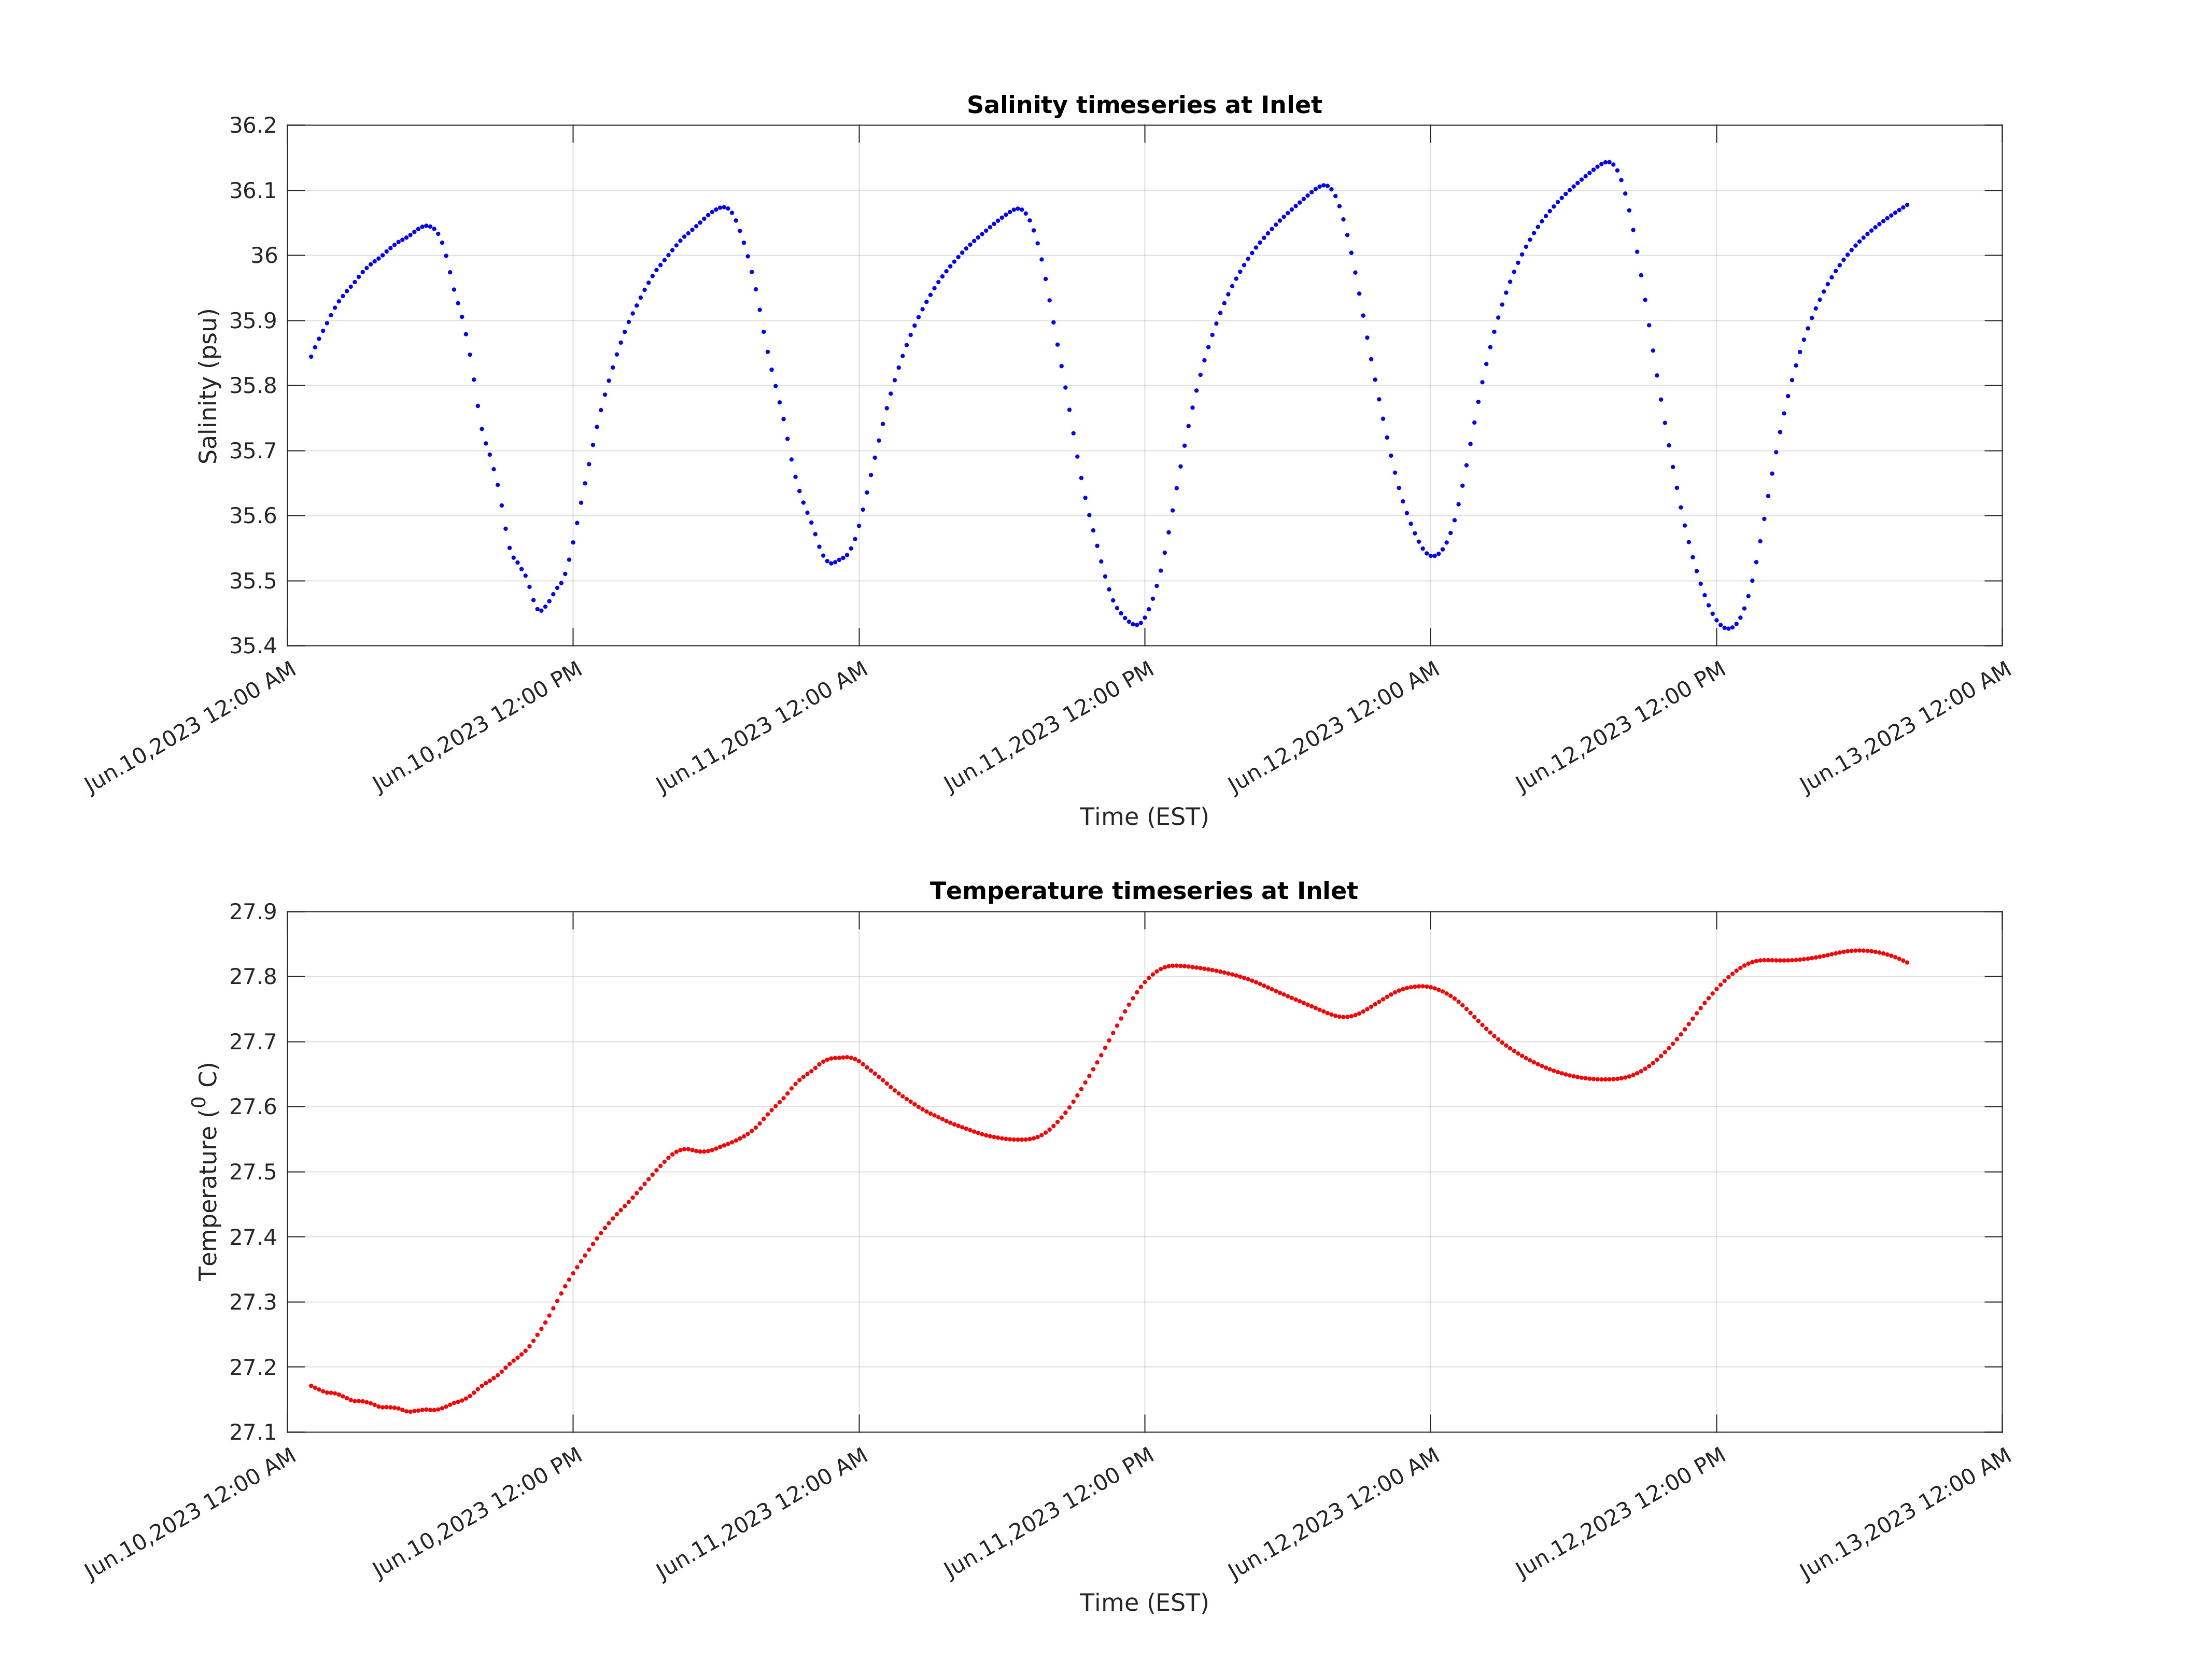 Salinity timeseries at Inlet
36.2
36.1
36
35.9
35.8
35.7
35.6
35.5
35.4
Salinity (psu)
Jun.10,2023 12:00 AM
Jun.10,2023 12:00 PM
Jun.11,2023 12:00 AM
Jun.11,2023 12:00 PM
Jun.12,2023 12:00 AM
Jun.12,2023 12:00 PM
Jun.13,2023 12:00 AM
Time (EST)
Temperature timeseries at Inlet
27.9
27.8
27.7
27.6
27.5
27.4
27.3
27.2
27.1
Temperature (⁰ C)
Jun.10,2023 12:00 AM
Jun.10,2023 12:00 PM
Jun.11,2023 12:00 AM
Jun.11,2023 12:00 PM
Jun.12,2023 12:00 AM
Jun.12,2023 12:00 PM
Jun.13,2023 12:00 AM
Time (EST)